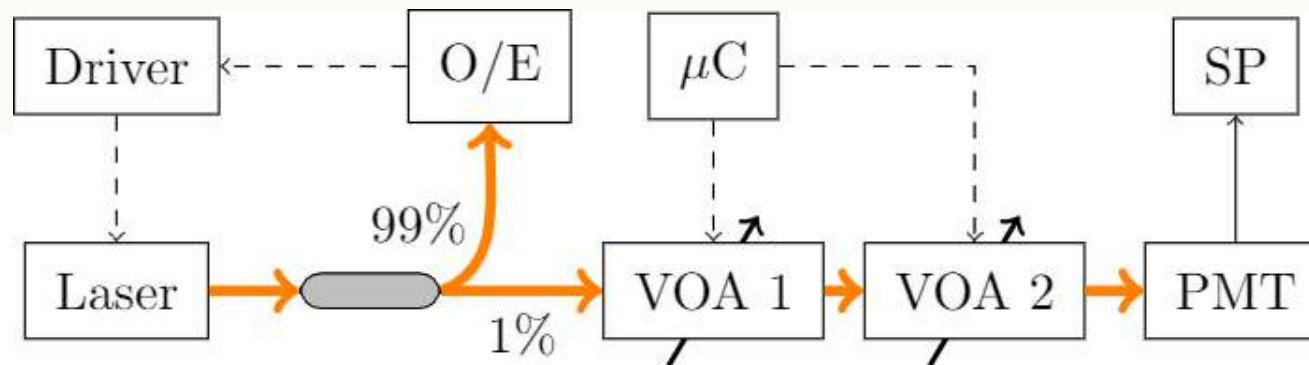 Driver
O/E
μC
SP
99%
Laser
VOA 1
VOA 2
PMT
1%